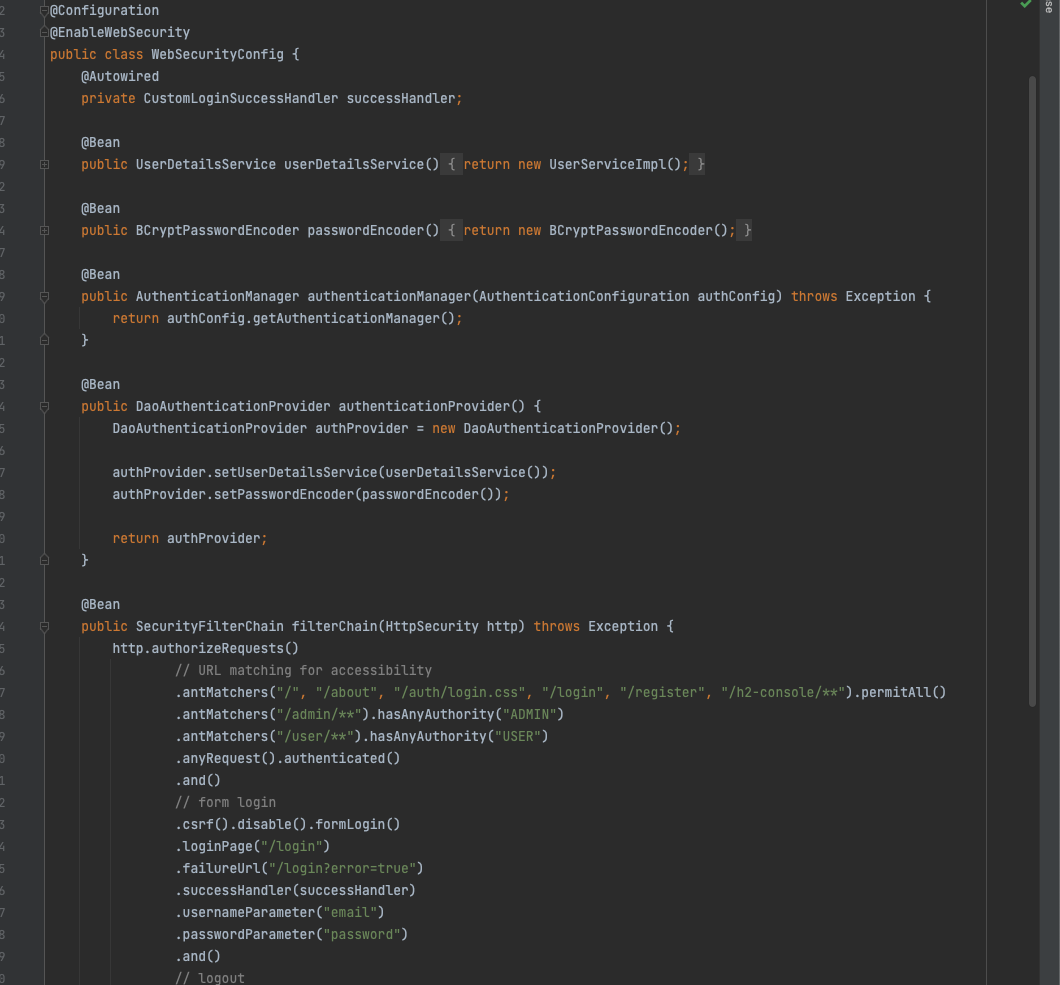 @Configuration
@EnableWebSecurity
public class WebSecurityConfig {
@Autowired
private CustomLoginSuccessHandler successHandler;
@Bean
public UserDetailsService userDetailsService() { return new UserServiceImpl(); }
@Bean
public BCryptPasswordEncoder passwordEncoder() { return new BCryptPasswordEncoder(); }
@Bean
public AuthenticationManager authenticationManager(AuthenticationConfiguration authConfig) throws Exception {
return authConfig.getAuthenticationManager();
}
@Bean
public DaoAuthenticationProvider authenticationProvider() {
DaoAuthenticationProvider authProvider = new DaoAuthenticationProvider();
authProvider.setUserDetailsService(userDetailsService());
authProvider.setPasswordEncoder(passwordEncoder());
return authProvider;
}
@Bean
public SecurityFilterChain filterChain(HttpSecurity http) throws Exception {
http.authorizeRequests()
// URL matching for accessibility
.antMatchers("/", "/about", "/auth/login.css", "/login", "/register", "/h2-console/**").permitAll()
.antMatchers("/admin/**").hasAnyAuthority("ADMIN")
.antMatchers("/user/**").hasAnyAuthority("USER")
.anyRequest().authenticated()
.and()
// form login
.csrf().disable().formLogin()
.loginPage("/login")
.failureUrl("/login?error=true")
.successHandler(successHandler)
.usernameParameter("email")
.passwordParameter("password")
.and()
// logout